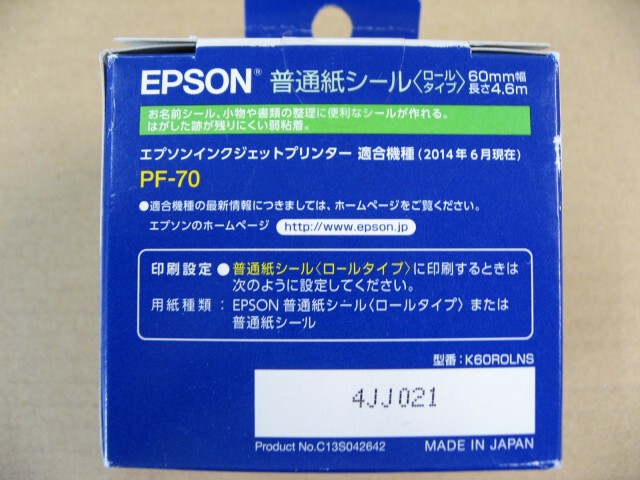 EPSON® 普通紙シール〈ロールタイプ〉60mm幅 長さ4.6m
お名前シール、小物や書類の整理に便利なシールが作れる。
はがした跡が残りにくい弱粘着。
エプソンインクジェットプリンター 適合機種(2014年6月現在)
PF-70
●適合機種の最新情報につきましては、ホームページをご覧ください。
エプソンのホームページ http://www.epson.jp
印刷設定 ●普通紙シール〈ロールタイプ〉に印刷するときは
次のように設定してください。
用紙種類:EPSON 普通紙シール〈ロールタイプ〉または
普通紙シール
型番:K60ROLNS
4JJ021
Product No.C13S042642 MADE IN JAPAN